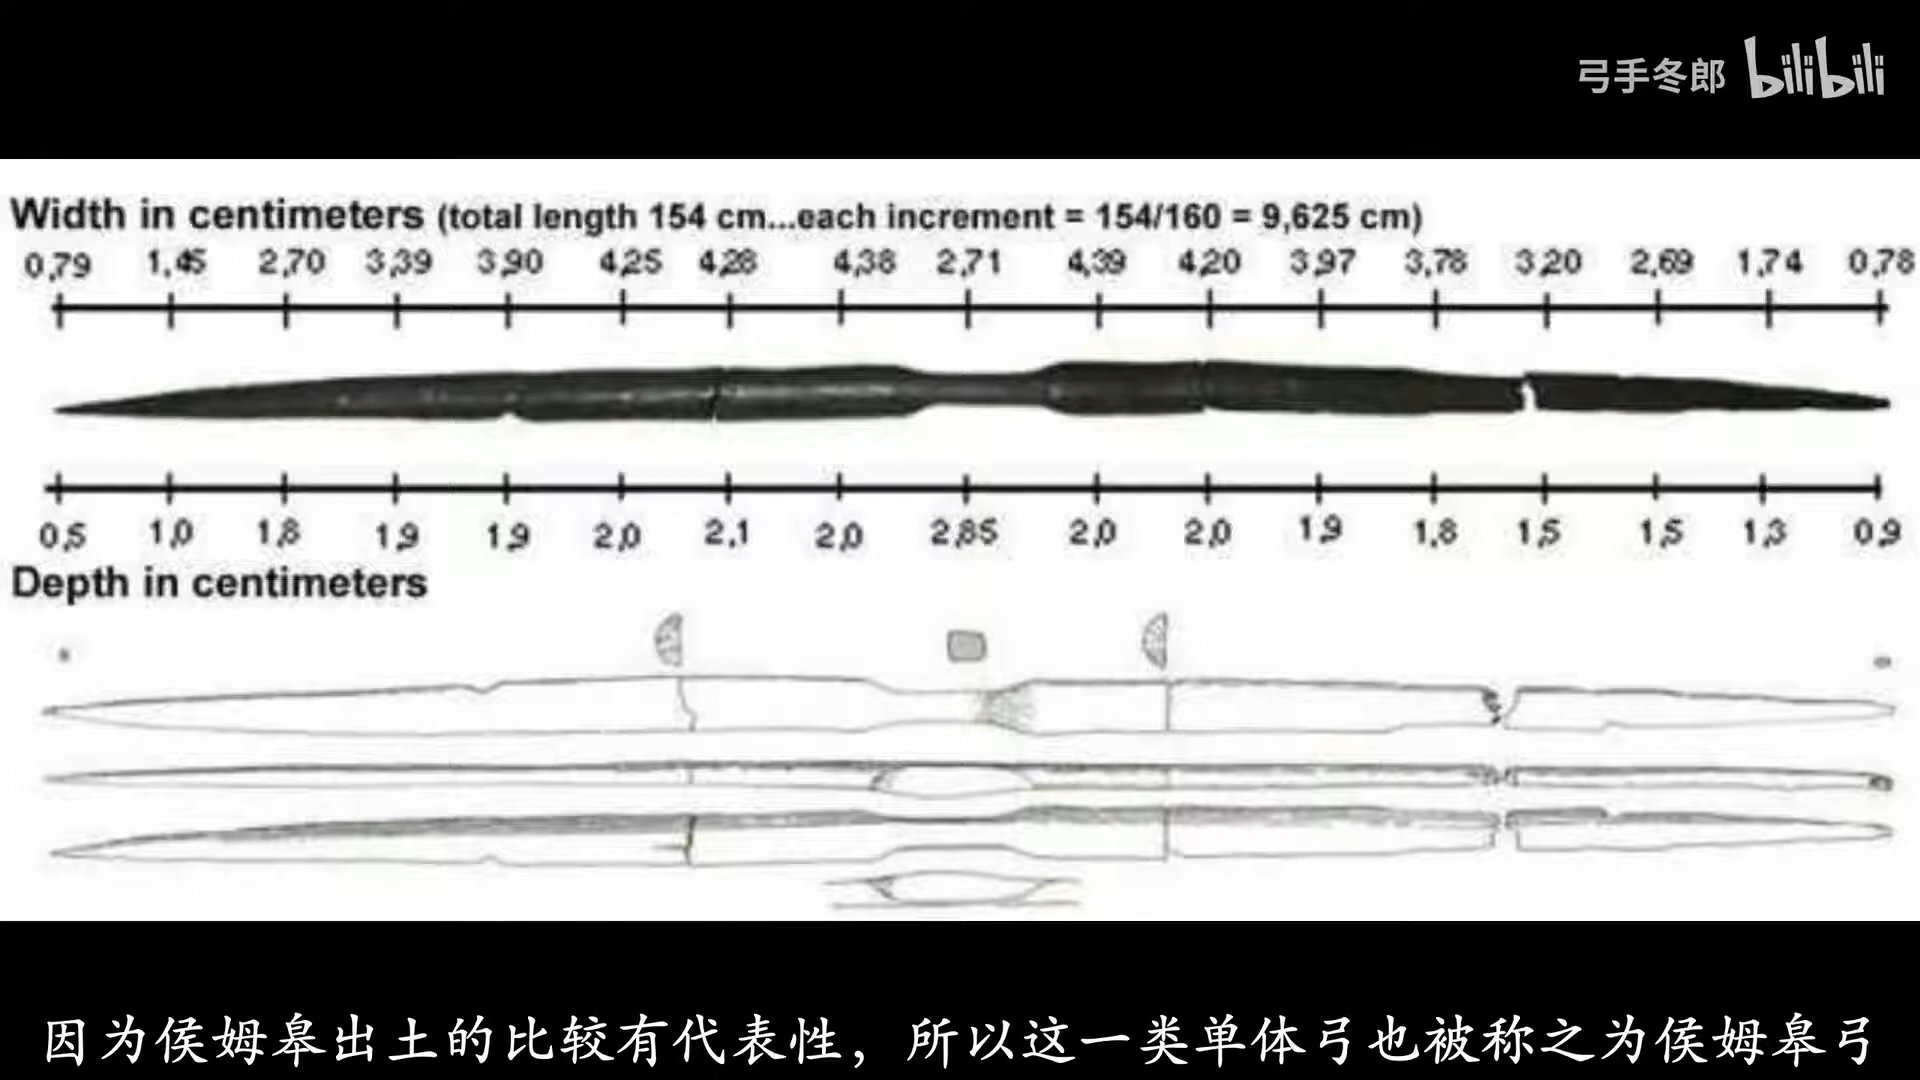 弓手冬郎 bilibili
Width in centimeters (total length 154 cm...each increment = 154/160 = 9,625 cm)
0,79 1,45 2,70 3,39 3,90 4,25 4,28 4,38 2,71 4,39 4,20 3,97 3,78 3,20 2,69 1,74 0,78
0,5 1,0 1,8 1,9 1,9 2,0 2,1 2,0 2,85 2,0 2,0 1,9 1,8 1,5 1,5 1,3 0,9
Depth in centimeters
因为侯姆皋出土的比较有代表性，所以这一类单体弓也被称之为侯姆皋弓